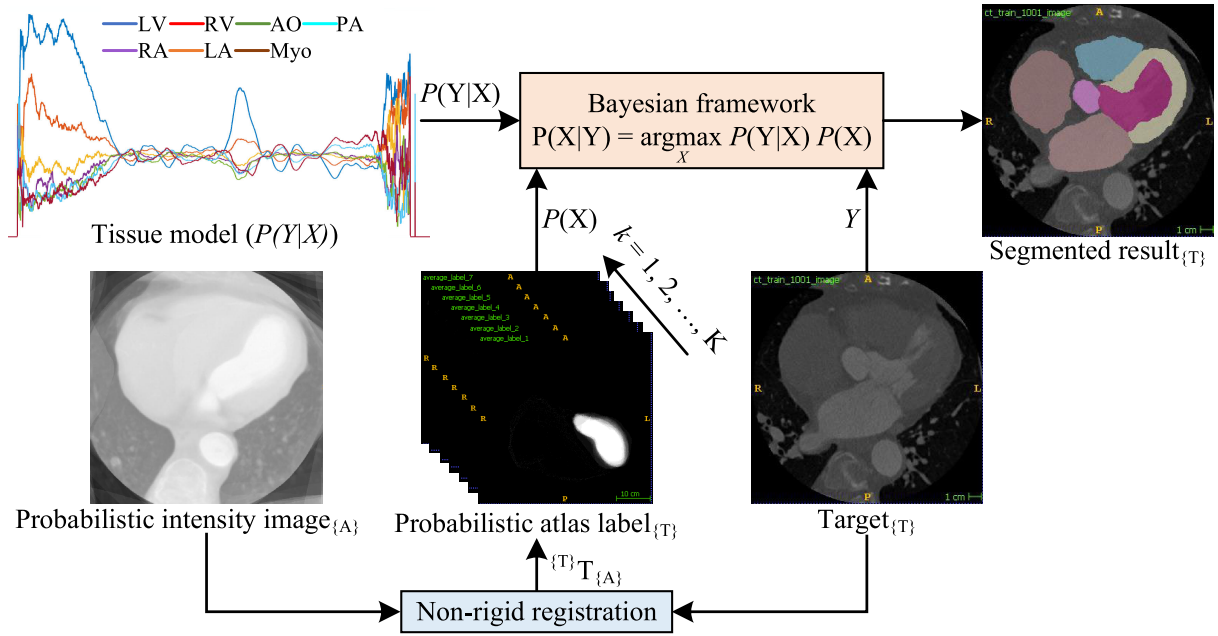 LV RV AO PA
RA LA Myo
Tissue model (P(Y|X))
P(Y|X)
Bayesian framework
P(X|Y) = argmax P(Y|X) P(X)
X
P(X)
Y
k = 1, 2, ..., K
ct_train_1001_image
A
R
L
P
1 cm
Segmented result{T}
Probabilistic intensity image{A}
average_label_7
average_label_6
average_label_5
average_label_4
average_label_3
average_label_2
average_label_1
A
A
A
A
A
A
A
R
R
R
R
R
R
R
L
P
10 cm
Probabilistic atlas label{T}
ct_train_1001_image
A
R
L
P
1 cm
Target{T}
{T}T{A}
Non-rigid registration